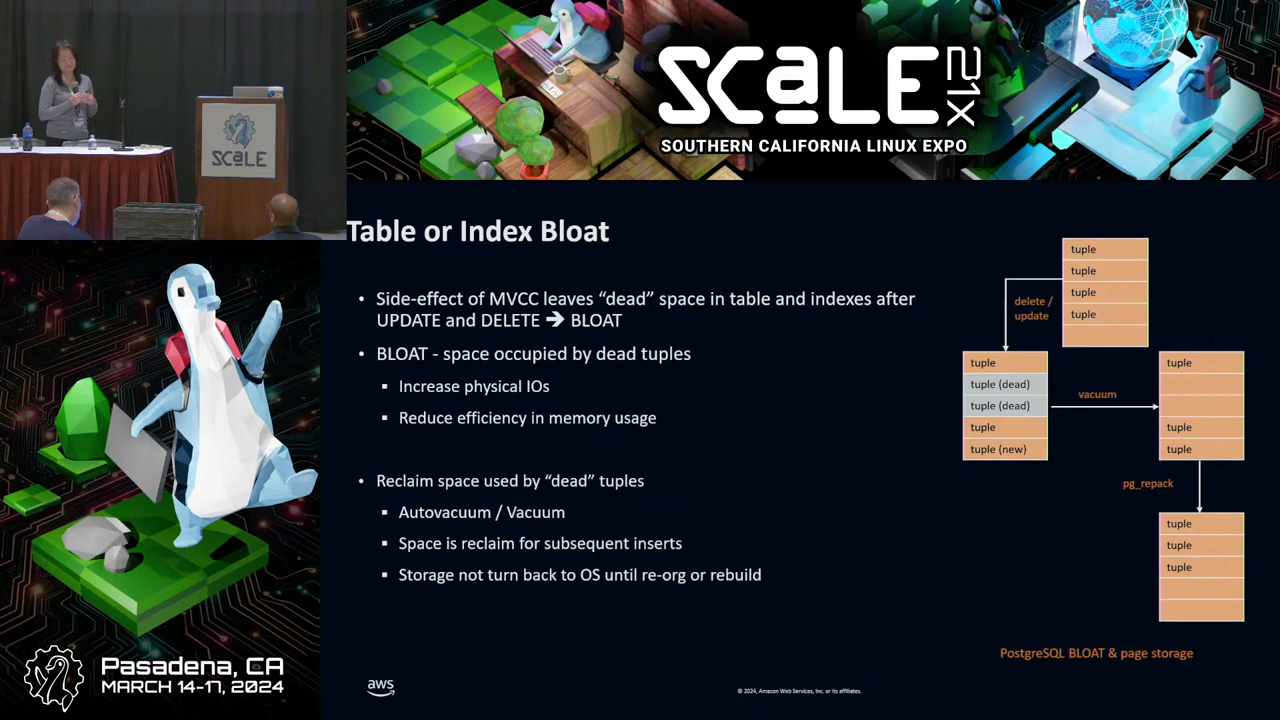 SCALE
SCALE 21X
SOUTHERN CALIFORNIA LINUX EXPO
Table or Index Bloat
• Side-effect of MVCC leaves “dead” space in table and indexes after
UPDATE and DELETE ➔ BLOAT
• BLOAT - space occupied by dead tuples
▪ Increase physical IOs
▪ Reduce efficiency in memory usage
• Reclaim space used by “dead” tuples
▪ Autovacuum / Vacuum
▪ Space is reclaim for subsequent inserts
▪ Storage not turn back to OS until re-org or rebuild
tuple
tuple
tuple
tuple
delete /
update
tuple
tuple (dead)
tuple (dead)
tuple
tuple (new)
vacuum
tuple
tuple
tuple
pg_repack
tuple
tuple
tuple
PostgreSQL BLOAT & page storage
Pasadena, CA
MARCH 14-17, 2024
aws
© 2024, Amazon Web Services, Inc. or its affiliates.